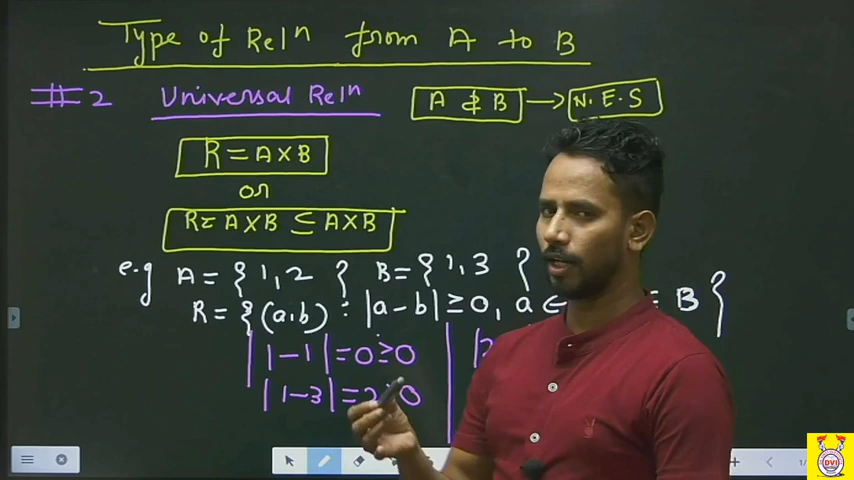 Type of Relⁿ from A to B
# 2 Universal Relⁿ A & B → N.E.S
R = A×B
or
R = A×B ⊆ A×B
e.g A = { 1, 2 } B = { 1, 3 }
R = { (a,b) : |a-b| ≥ 0, a ∈ B }
|1-1| = 0 ≥ 0
|1-3| = 2 ≥ 0
DVI